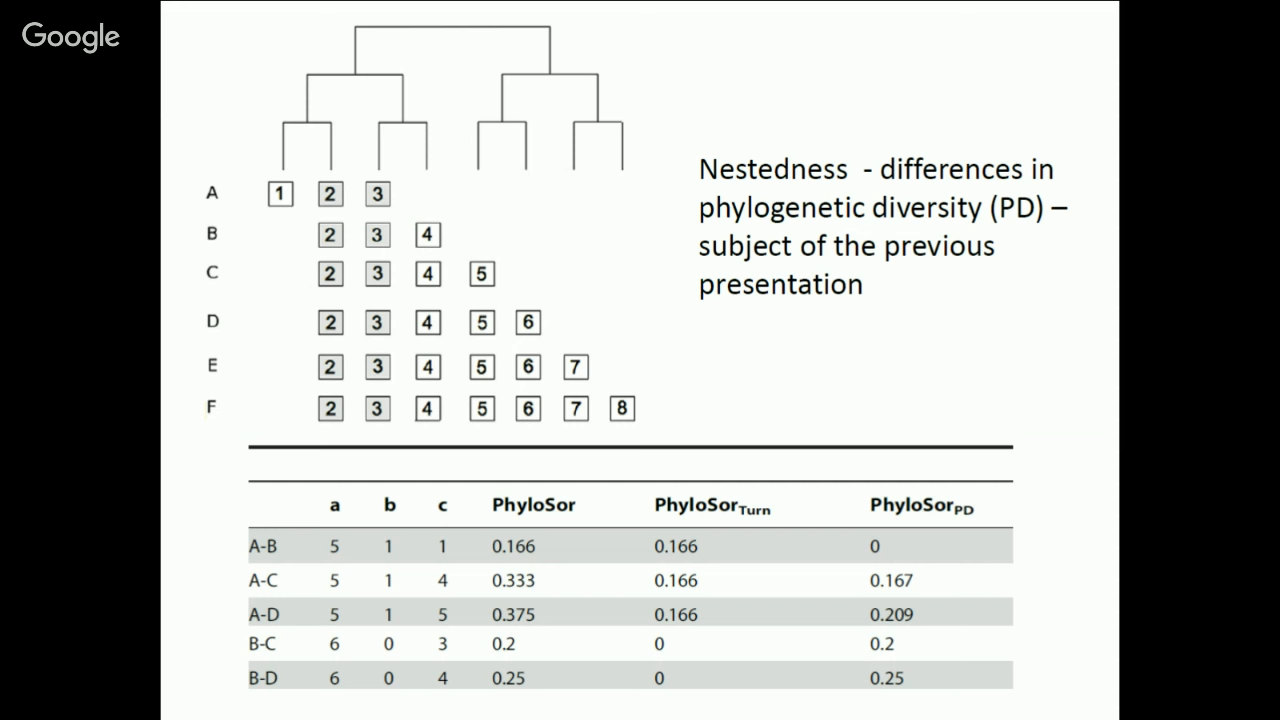 Google
A 1 2 3
B 2 3 4
C 2 3 4 5
D 2 3 4 5 6
E 2 3 4 5 6 7
F 2 3 4 5 6 7 8
Nestedness - differences in
phylogenetic diversity (PD) –
subject of the previous
presentation
a b c PhyloSor PhyloSorTurn PhyloSorPD
A-B 5 1 1 0.166 0.166 0
A-C 5 1 4 0.333 0.166 0.167
A-D 5 1 5 0.375 0.166 0.209
B-C 6 0 3 0.2 0 0.2
B-D 6 0 4 0.25 0 0.25